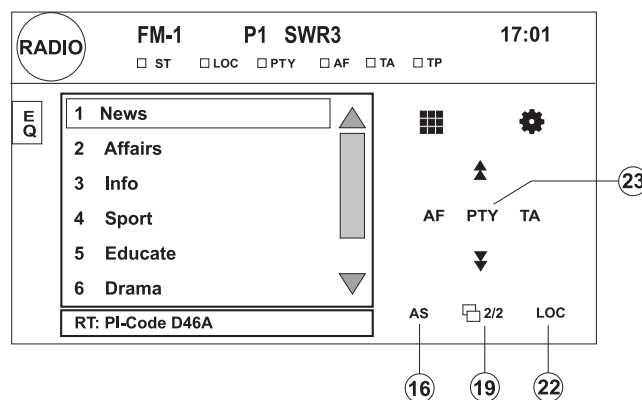 RADIO FM-1 P1 SWR3 17:01
ST LOC PTY AF TA TP
EQ
1 News
2 Affairs
3 Info
4 Sport
5 Educate
6 Drama
RT: PI-Code D46A
23
AF PTY TA
AS 2/2 LOC
16 19 22